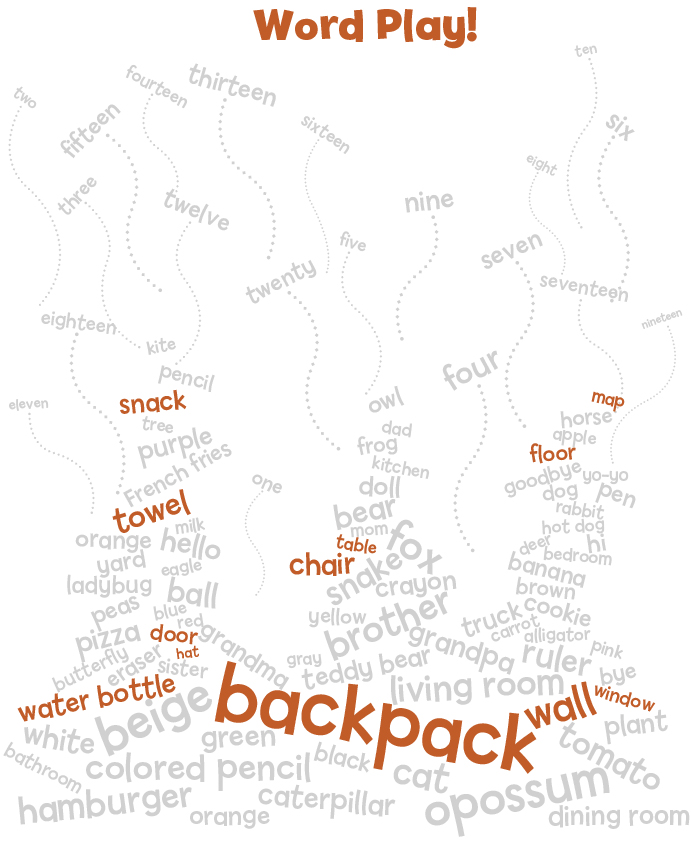 Word Play!
ten
two
fourteen
thirteen
fifteen
sixteen
six
eight
three
twelve
nine
five
seven
twenty
seventeen
eighteen
nineteen
kite
pencil
four
snack
eleven
owl
map
tree
horse
dad
apple
purple
frog
floor
French fries
kitchen
goodbye
yo-yo
one
doll
dog
pen
towel
bear
rabbit
milk
mom
hot dog
orange
hello
table
fox
deer
hi
yard
eagle
chair
snake
bedroom
banana
ladybug
ball
crayon
brown
peas
blue
yellow
brother
truck
cookie
red
carrot
pizza
door
grandma
grandpa
alligator
hat
gray
ruler
pink
butterfly
eraser
sister
teddy bear
bye
water bottle
living room
window
beige
backpack
wall
white
green
plant
bathroom
colored pencil
black
cat
tomato
hamburger
caterpillar
opossum
orange
dining room